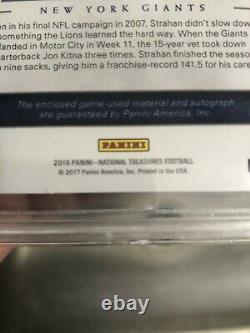 NEW YORK GIANTS
in his final NFL campaign in 2007, Strahan didn't slow down
something the Lions learned the hard way. When the Giants
landed in Motor City in Week 11, the 15-year vet took down
arterback Jon Kitna three times. Strahan finished the season
nine sacks, giving him a franchise-record 141.5 for his care
The enclosed game-used material and autograph
are guaranteed by Panini America, Inc.
PANINI
2016 PANINI–NATIONAL TREASURES FOOTBALL
© 2017 Panini America, Inc. Printed in the USA.